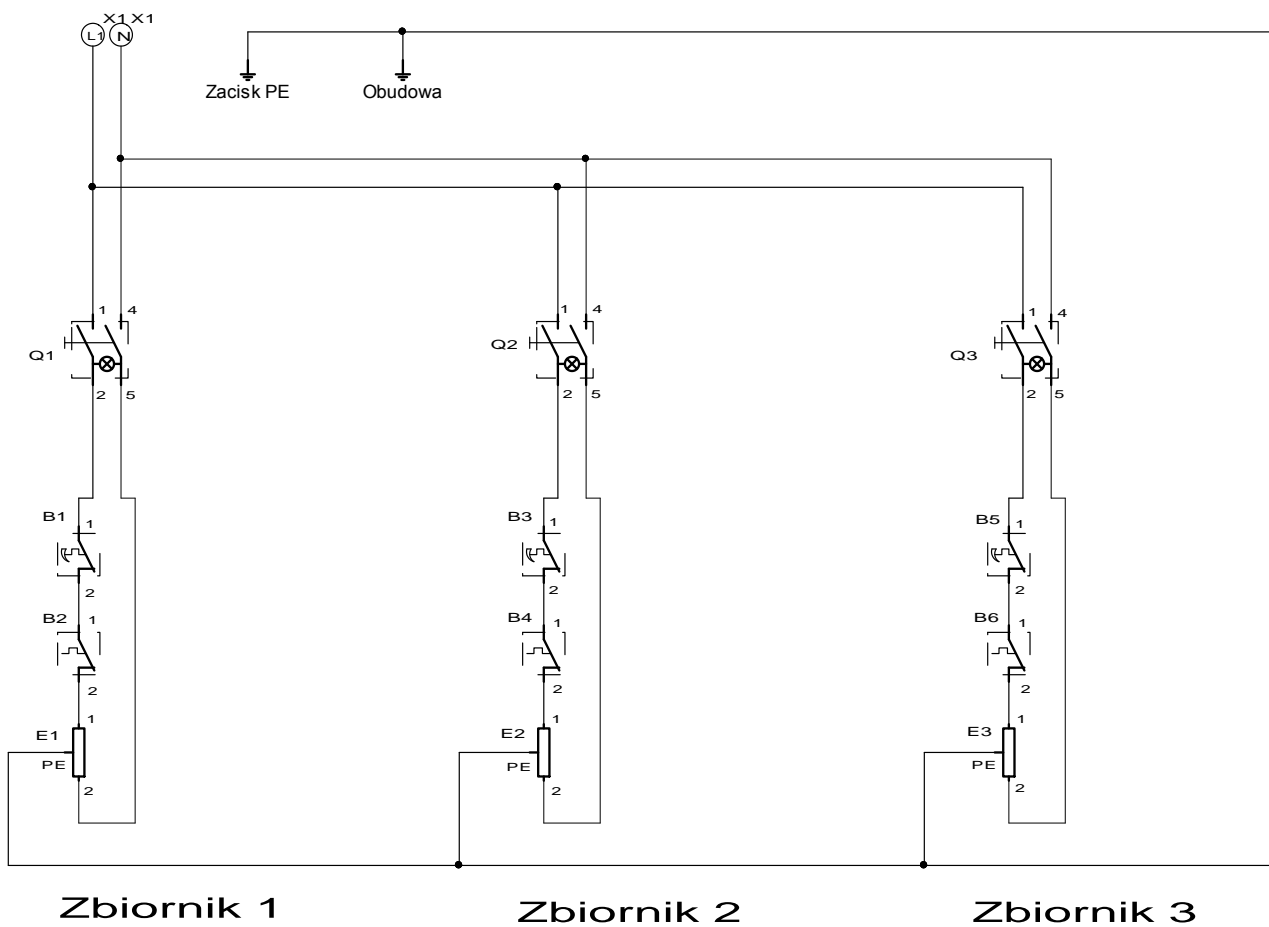 X1 X1
L1 N
Zacisk PE Obudowa
1 4 1 4 1 4
Q1 Q2 Q3
2 5 2 5 2 5
B1 1 B3 1 B5 1
2 2 2
B2 1 B4 1 B6 1
2 2 2
1 1 1
E1 E2 E3
PE PE PE
2 2 2
Zbiornik 1 Zbiornik 2 Zbiornik 3